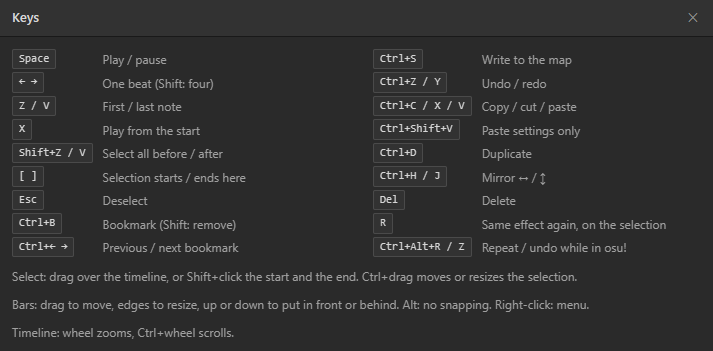 Keys ×
Space Play / pause Ctrl+S Write to the map
← → One beat (Shift: four) Ctrl+Z / Y Undo / redo
Z / V First / last note Ctrl+C / X / V Copy / cut / paste
X Play from the start Ctrl+Shift+V Paste settings only
Shift+Z / V Select all before / after Ctrl+D Duplicate
[ ] Selection starts / ends here Ctrl+H / J Mirror ↔ / ↕
Esc Deselect Del Delete
Ctrl+B Bookmark (Shift: remove) R Same effect again, on the selection
Ctrl+← → Previous / next bookmark Ctrl+Alt+R / Z Repeat / undo while in osu!
Select: drag over the timeline, or Shift+click the start and the end. Ctrl+drag moves or resizes the selection.
Bars: drag to move, edges to resize, up or down to put in front or behind. Alt: no snapping. Right-click: menu.
Timeline: wheel zooms, Ctrl+wheel scrolls.